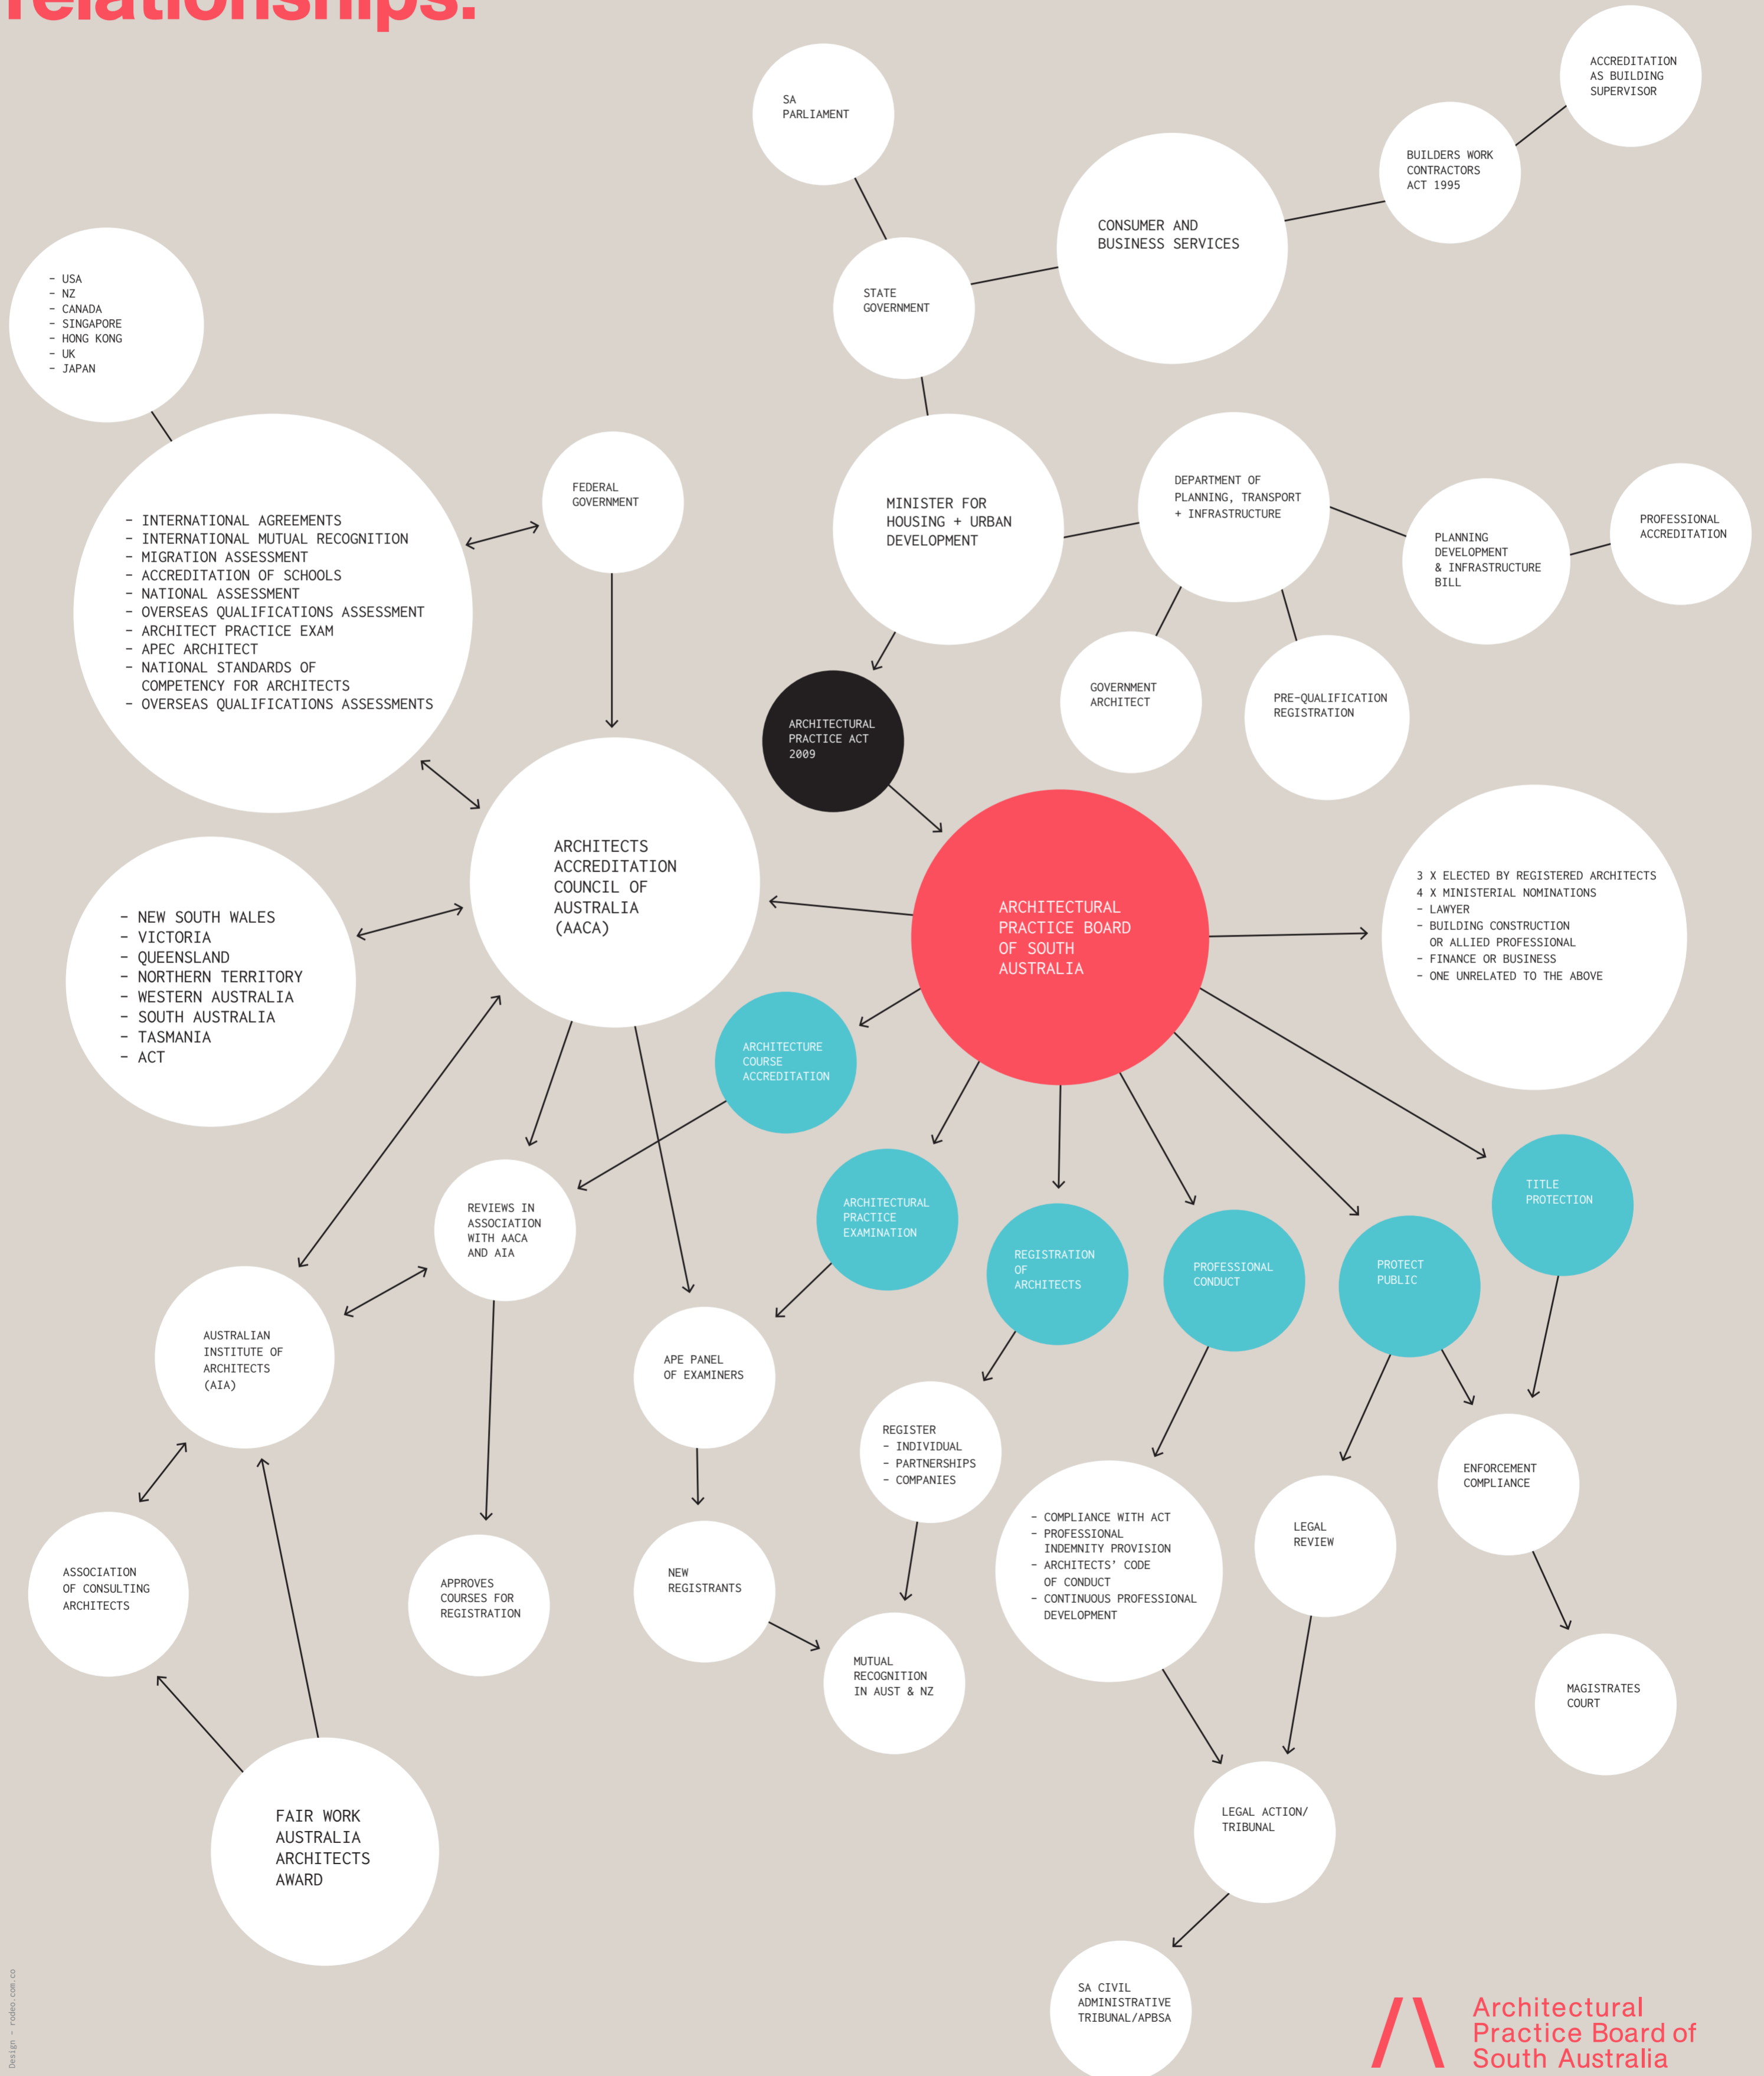 relationships.
SA
PARLIAMENT
ACCREDITATION
AS BUILDING
SUPERVISOR
BUILDERS WORK
CONTRACTORS
ACT 1995
CONSUMER AND
BUSINESS SERVICES
STATE
GOVERNMENT
- USA
- NZ
- CANADA
- SINGAPORE
- HONG KONG
- UK
- JAPAN
- INTERNATIONAL AGREEMENTS
- INTERNATIONAL MUTUAL RECOGNITION
- MIGRATION ASSESSMENT
- ACCREDITATION OF SCHOOLS
- NATIONAL ASSESSMENT
- OVERSEAS QUALIFICATIONS ASSESSMENT
- ARCHITECT PRACTICE EXAM
- APEC ARCHITECT
- NATIONAL STANDARDS OF
COMPETENCY FOR ARCHITECTS
- OVERSEAS QUALIFICATIONS ASSESSMENTS
FEDERAL
GOVERNMENT
MINISTER FOR
HOUSING + URBAN
DEVELOPMENT
DEPARTMENT OF
PLANNING, TRANSPORT
+ INFRASTRUCTURE
PLANNING
DEVELOPMENT
& INFRASTRUCTURE
BILL
PROFESSIONAL
ACCREDITATION
GOVERNMENT
ARCHITECT
PRE-QUALIFICATION
REGISTRATION
ARCHITECTURAL
PRACTICE ACT
2009
ARCHITECTS
ACCREDITATION
COUNCIL OF
AUSTRALIA
(AACA)
ARCHITECTURAL
PRACTICE BOARD
OF SOUTH
AUSTRALIA
3 X ELECTED BY REGISTERED ARCHITECTS
4 X MINISTERIAL NOMINATIONS
- LAWYER
- BUILDING CONSTRUCTION
OR ALLIED PROFESSIONAL
- FINANCE OR BUSINESS
- ONE UNRELATED TO THE ABOVE
- NEW SOUTH WALES
- VICTORIA
- QUEENSLAND
- NORTHERN TERRITORY
- WESTERN AUSTRALIA
- SOUTH AUSTRALIA
- TASMANIA
- ACT
ARCHITECTURE
COURSE
ACCREDITATION
REVIEWS IN
ASSOCIATION
WITH AACA
AND AIA
ARCHITECTURAL
PRACTICE
EXAMINATION
REGISTRATION
OF
ARCHITECTS
PROFESSIONAL
CONDUCT
PROTECT
PUBLIC
TITLE
PROTECTION
AUSTRALIAN
INSTITUTE OF
ARCHITECTS
(AIA)
APE PANEL
OF EXAMINERS
REGISTER
- INDIVIDUAL
- PARTNERSHIPS
- COMPANIES
ENFORCEMENT
COMPLIANCE
- COMPLIANCE WITH ACT
- PROFESSIONAL
INDEMNITY PROVISION
- ARCHITECTS' CODE
OF CONDUCT
- CONTINUOUS PROFESSIONAL
DEVELOPMENT
LEGAL
REVIEW
ASSOCIATION
OF CONSULTING
ARCHITECTS
APPROVES
COURSES FOR
REGISTRATION
NEW
REGISTRANTS
MUTUAL
RECOGNITION
IN AUST & NZ
MAGISTRATES
COURT
FAIR WORK
AUSTRALIA
ARCHITECTS
AWARD
LEGAL ACTION/
TRIBUNAL
SA CIVIL
ADMINISTRATIVE
TRIBUNAL/APBSA
Design – rodeo.com.co
Architectural
Practice Board of
South Australia